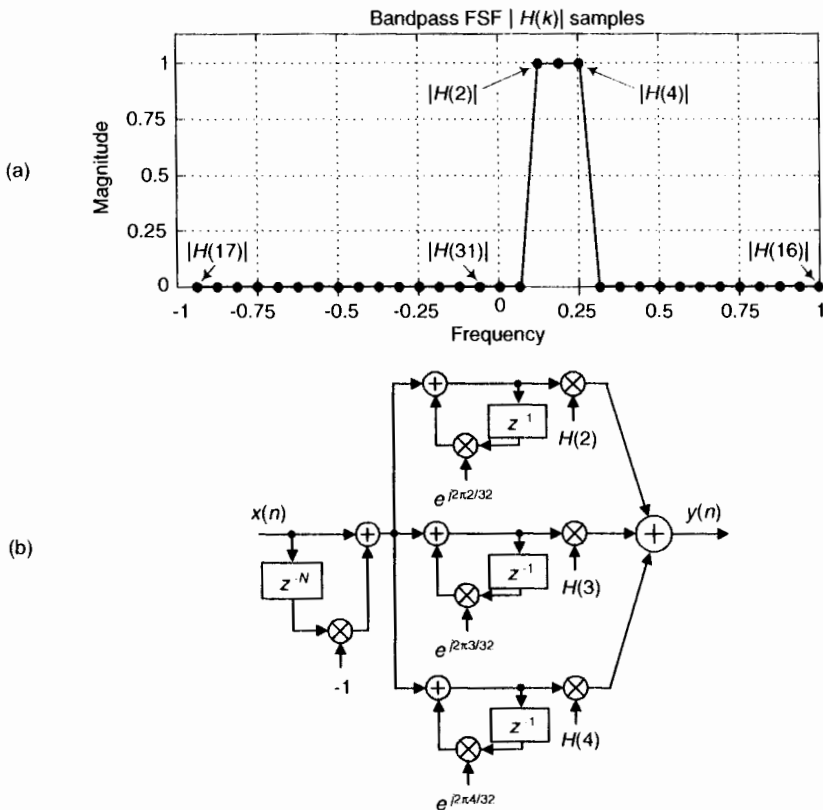 Bandpass FSF | H(k)| samples
(a)
Magnitude
1
0.75
0.5
0.25
0
|H(2)|
|H(4)|
|H(17)|
|H(31)|
|H(16)|
-1 -0.75 -0.5 -0.25 0 0.25 0.5 0.75 1
Frequency
(b)
z⁻¹
H(2)
e^{j2π2/32}
x(n)
y(n)
z⁻ᴺ
-1
z⁻¹
H(3)
e^{j2π3/32}
z⁻¹
H(4)
e^{j2π4/32}